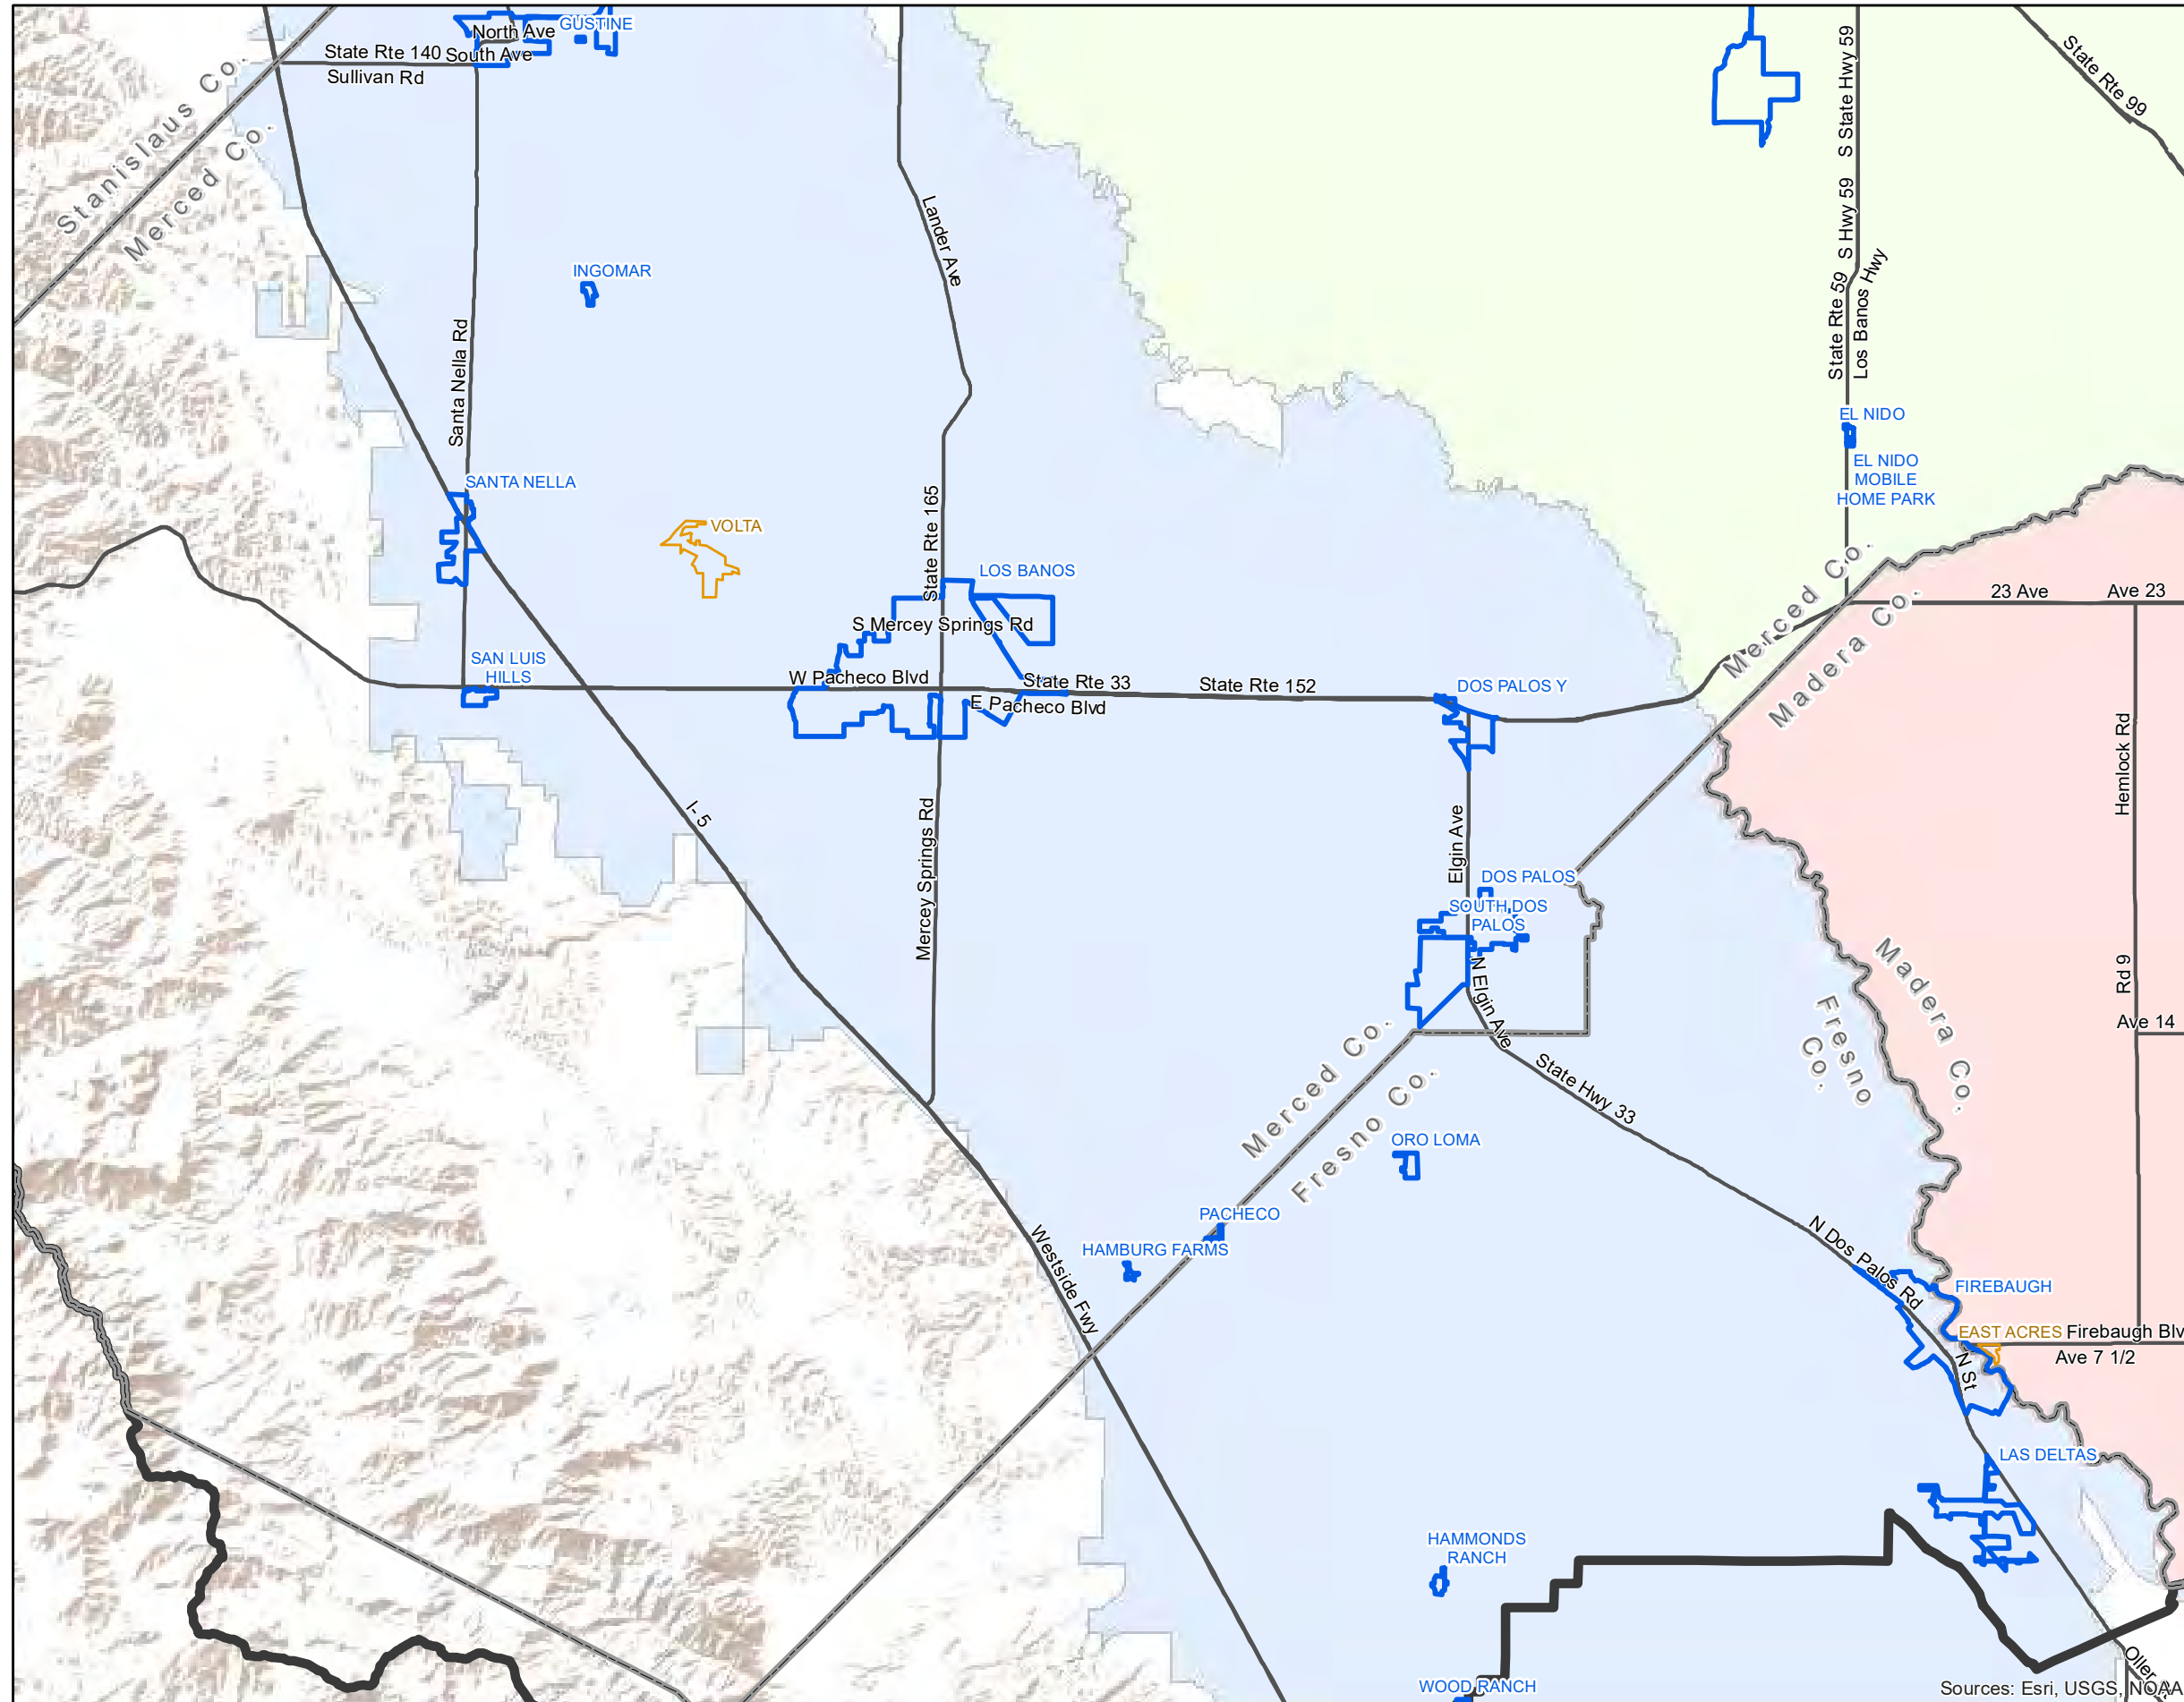 GUSTINE
North Ave
State Rte 140
South Ave
Sullivan Rd
Stanislaus Co.
Merced Co.
S State Hwy 59
State Rte 99
S Hwy 59
Lander Ave
INGOMAR
State Rte 59
Los Banos Hwy
Santa Nella Rd
EL NIDO
EL NIDO
MOBILE
HOME PARK
SANTA NELLA
VOLTA
State Rte 165
LOS BANOS
Merced Co.
Madera Co.
23 Ave
Ave 23
S Mercey Springs Rd
SAN LUIS
HILLS
W Pacheco Blvd
State Rte 33
State Rte 152
E Pacheco Blvd
DOS PALOS Y
Hemlock Rd
I- 5
Mercey Springs Rd
Elgin Ave
DOS PALOS
SOUTH DOS
PALOS
N Elgin Ave
Madera Co.
Fresno
Co.
Rd 9
Ave 14
Merced Co.
Fresno Co.
State Hwy 33
ORO LOMA
PACHECO
HAMBURG FARMS
Westside Fwy
N Dos Palos Rd
FIREBAUGH
EAST ACRES
Firebaugh Blv
Ave 7 1/2
N St
LAS DELTAS
HAMMONDS
RANCH
WOOD RANCH
Oller
Sources: Esri, USGS, NOAA